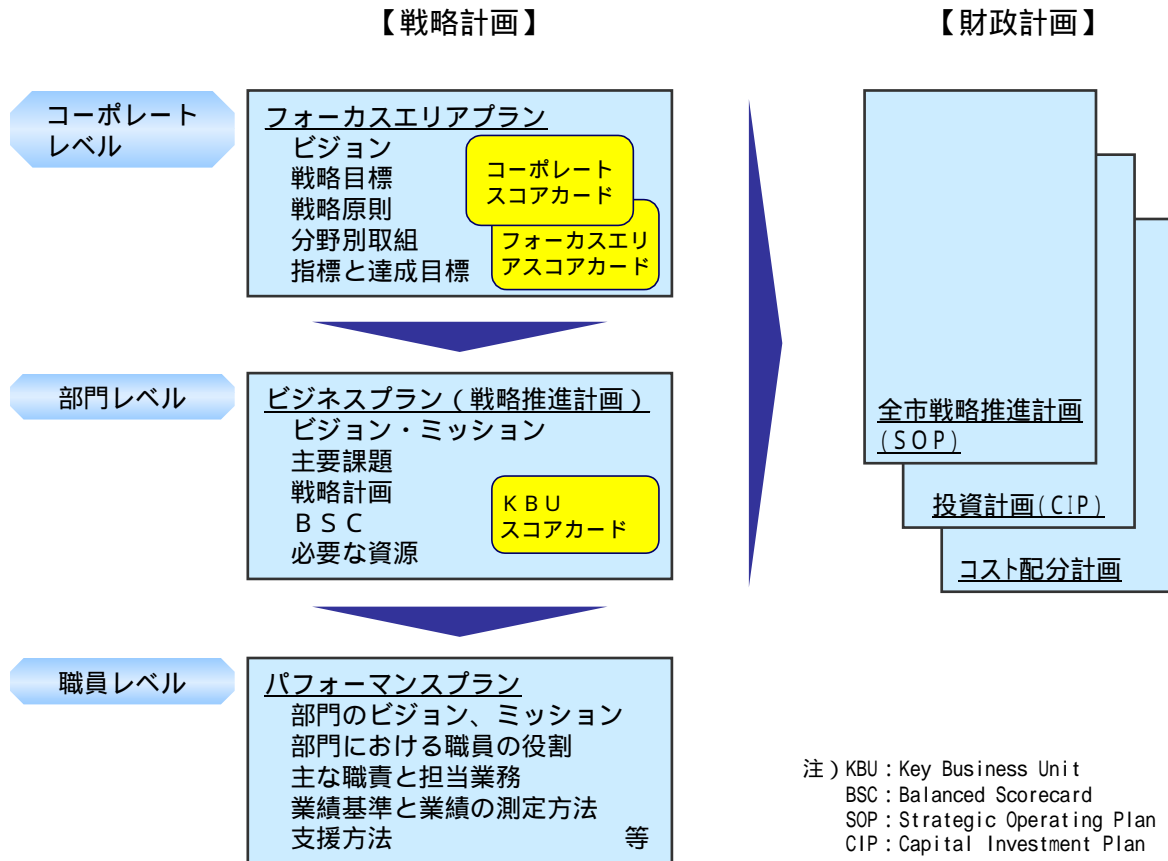 【戦略計画】
【財政計画】
コーポレート
レベル
フォーカスエリアプラン
ビジョン
戦略目標
戦略原則
分野別取組
指標と達成目標
コーポレート
スコアカード
フォーカスエリ
アスコアカード
部門レベル
ビジネスプラン(戦略推進計画)
ビジョン・ミッション
主要課題
戦略計画
BSC
必要な資源
KBU
スコアカード
職員レベル
パフォーマンスプラン
部門のビジョン、ミッション
部門における職員の役割
主な職責と担当業務
業績基準と業績の測定方法
支援方法 等
全市戦略推進計画
(SOP)
投資計画(CIP)
コスト配分計画
注)KBU:Key Business Unit
BSC:Balanced Scorecard
SOP:Strategic Operating Plan
CIP:Capital Investment Plan